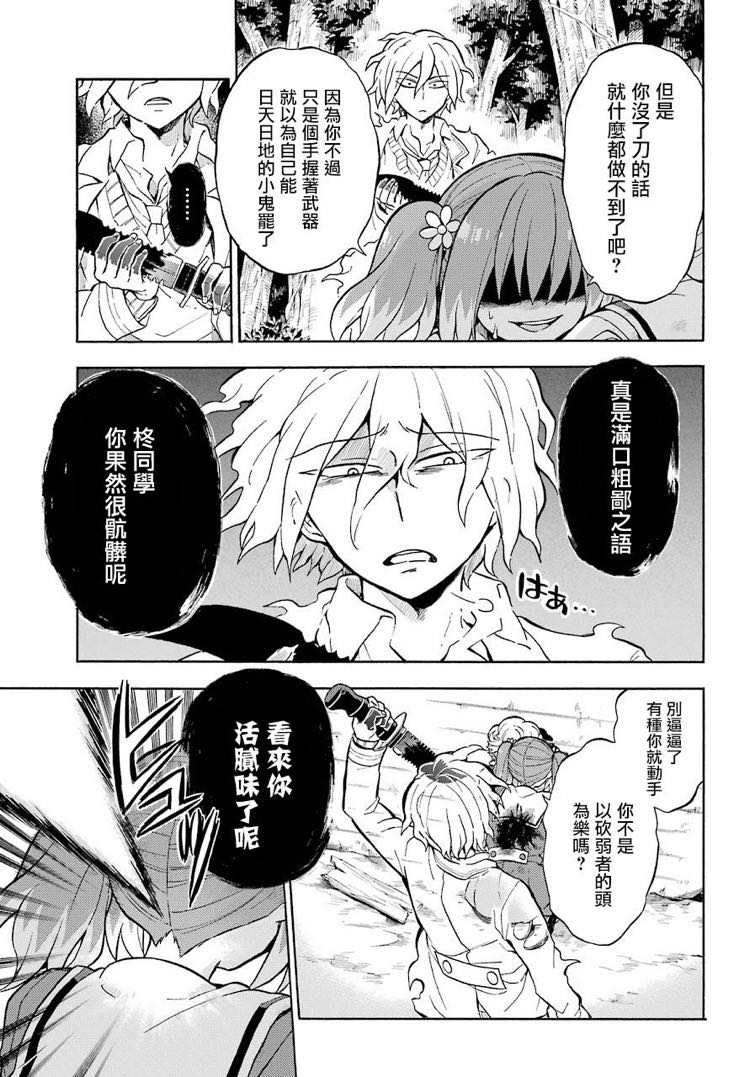 但是
你沒了刀的話
就什麼都做不到了吧？
因為你不過
只是個手握著武器
就以為自己能
日天日地的小鬼罷了
……
真是滿口粗鄙之語
はぁ…
柊同學
你果然很骯髒呢
別逼逼了
有種你就動手
你不是
以砍弱者的頭
為樂嗎？
看來你
活膩味了呢